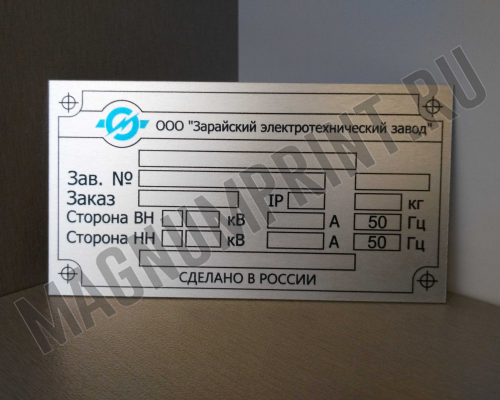 ООО "Зарайский электротехнический завод"
Зав. №
Заказ IP кг
Сторона ВН кВ А 50 Гц
Сторона НН кВ А 50 Гц
СДЕЛАНО В РОССИИ
MAGNUMPRINT.RU